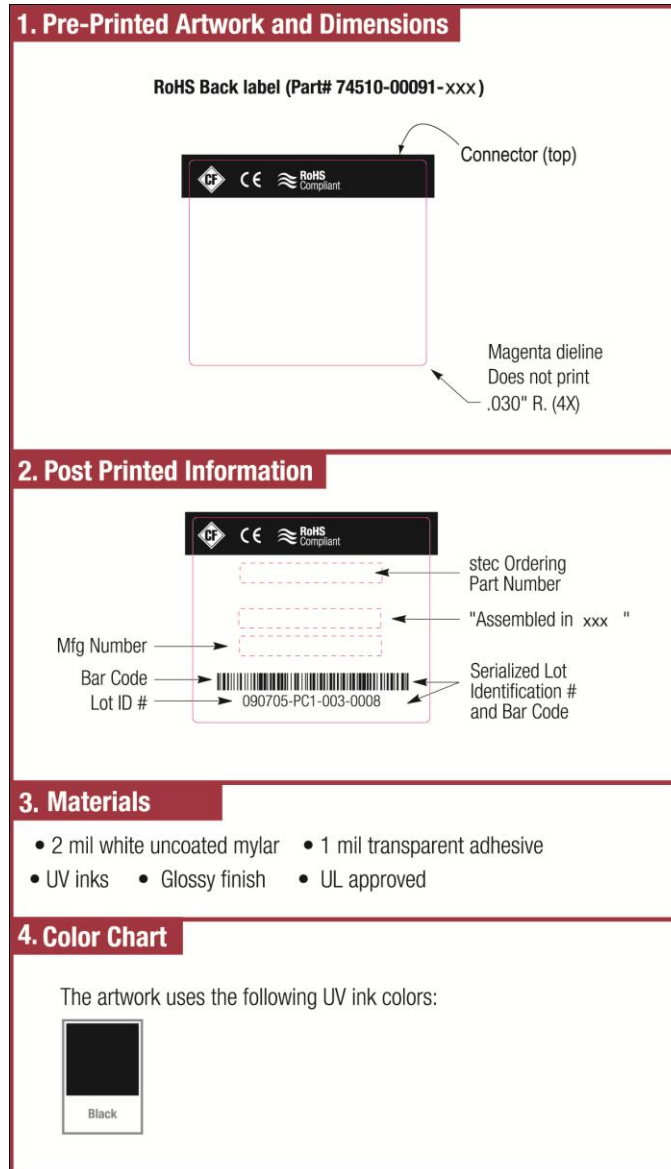 1. Pre-Printed Artwork and Dimensions
RoHS Back label (Part# 74510-00091-xxx)
Connector (top)
CF CE RoHS
Compliant
Magenta dieline
Does not print
.030" R. (4X)
2. Post Printed Information
CF CE RoHS
Compliant
stec Ordering
Part Number
"Assembled in xxx "
Mfg Number
Bar Code
Lot ID #
090705-PC1-003-0008
Serialized Lot
Identification #
and Bar Code
3. Materials
• 2 mil white uncoated mylar • 1 mil transparent adhesive
• UV inks • Glossy finish • UL approved
4. Color Chart
The artwork uses the following UV ink colors:
Black